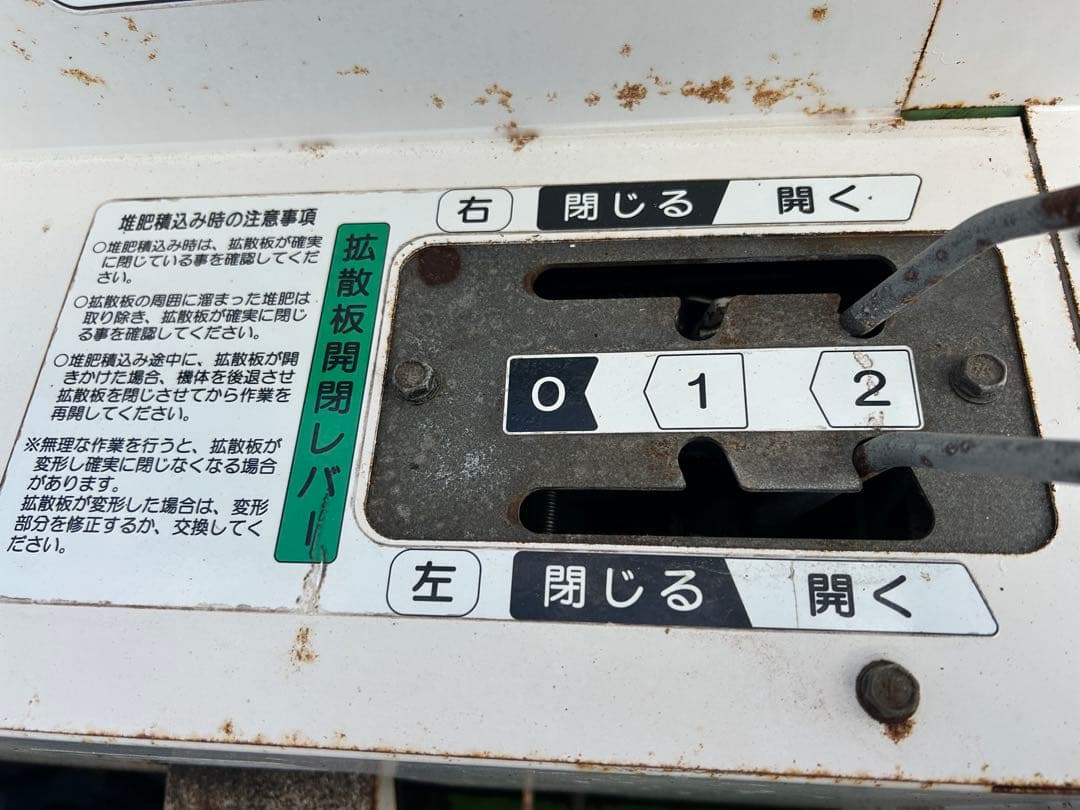 堆肥積込み時の注意事項
○堆肥積込み時は、拡散板が確実
に閉じている事を確認してくだ
さい。
○拡散板の周囲に溜まった堆肥は
取り除き、拡散板が確実に閉じ
る事を確認してください。
○堆肥積込み途中に、拡散板が開
きかけた場合、機体を後退させ
拡散板を閉じさせてから作業を
再開してください。
※無理な作業を行うと、拡散板が
変形し確実に閉じなくなる場合
があります。
拡散板が変形した場合は、変形
部分を修正するか、交換してく
ださい。
拡散板開閉レバー
右 閉じる 開く
0 1 2
左 閉じる 開く